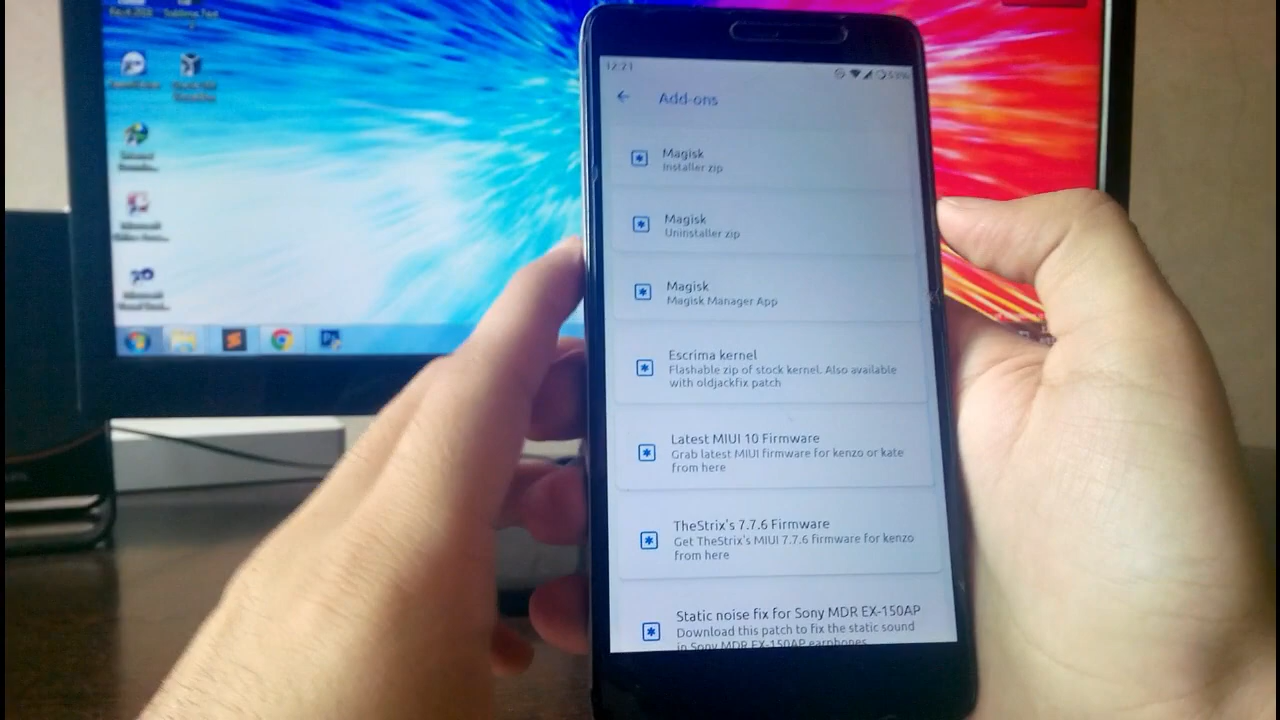 12:21
Add-ons
Magisk
Installer zip
Magisk
Uninstaller zip
Magisk
Magisk Manager App
Escrima kernel
Flashable zip of stock kernel. Also available
with oldjackfix patch
Latest MIUI 10 Firmware
Grab latest MIUI firmware for kenzo or kate
from here
TheStrix's 7.7.6 Firmware
Get TheStrix's MIUI 7.7.6 firmware for kenzo
from here
Static noise fix for Sony MDR EX-150AP
Download this patch to fix the static sound
in Sony MDR EX-150AP earphones